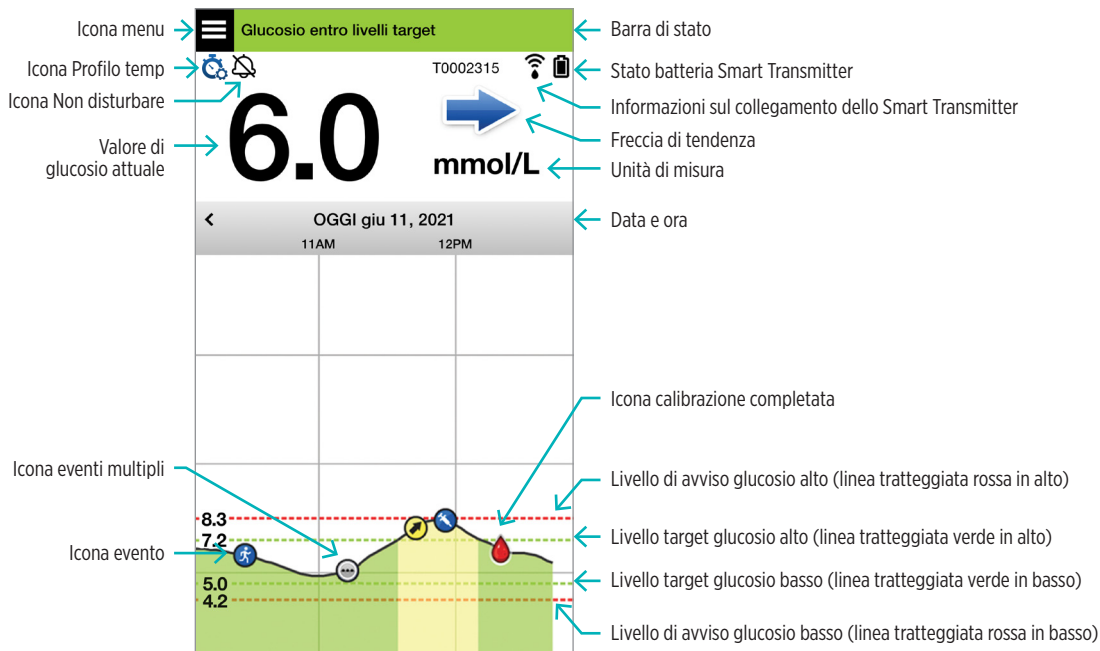 Icona menu
Glucosio entro livelli target
Barra di stato
Icona Profilo temp
T0002315
Stato batteria Smart Transmitter
Icona Non disturbare
Informazioni sul collegamento dello Smart Transmitter
6.0
Freccia di tendenza
Valore di
glucosio attuale
mmol/L
Unità di misura
OGGI giu 11, 2021
Data e ora
11AM
12PM
Icona calibrazione completata
Icona eventi multipli
Livello di avviso glucosio alto (linea tratteggiata rossa in alto)
8.3
7.2
Livello target glucosio alto (linea tratteggiata verde in alto)
Icona evento
5.0
Livello target glucosio basso (linea tratteggiata verde in basso)
4.2
Livello di avviso glucosio basso (linea tratteggiata rossa in basso)